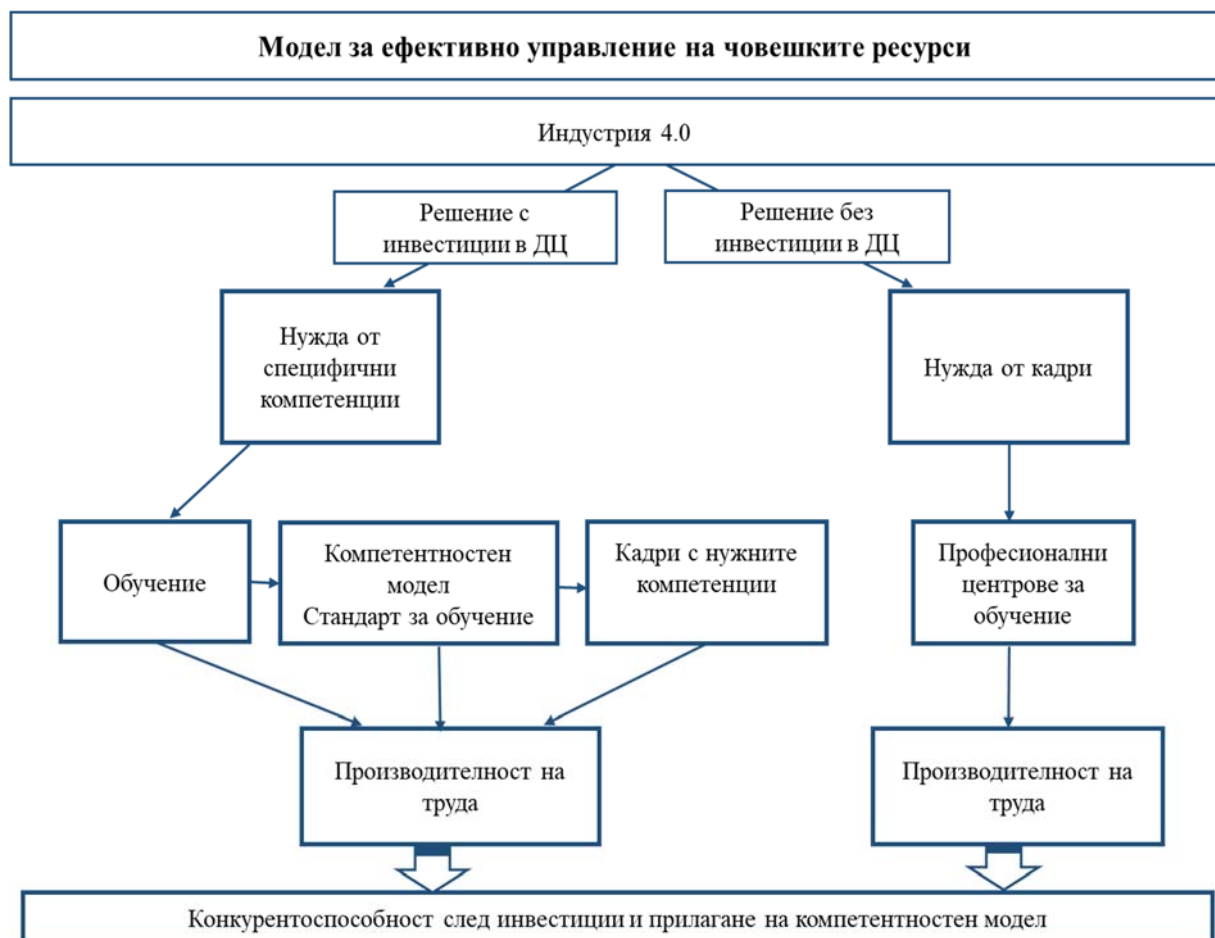 Модел за ефективно управление на човешките ресурси
Индустрия 4.0
Решение с
инвестиции в ДЦ
Решение без
инвестиции в ДЦ
Нужда от
специфични
компетенции
Нужда от кадри
Обучение
Компетентностен
модел
Стандарт за обучение
Кадри с нужните
компетенции
Професионални
центрове за
обучение
Производителност на
труда
Производителност на
труда
Конкурентоспособност след инвестиции и прилагане на компетентностен модел